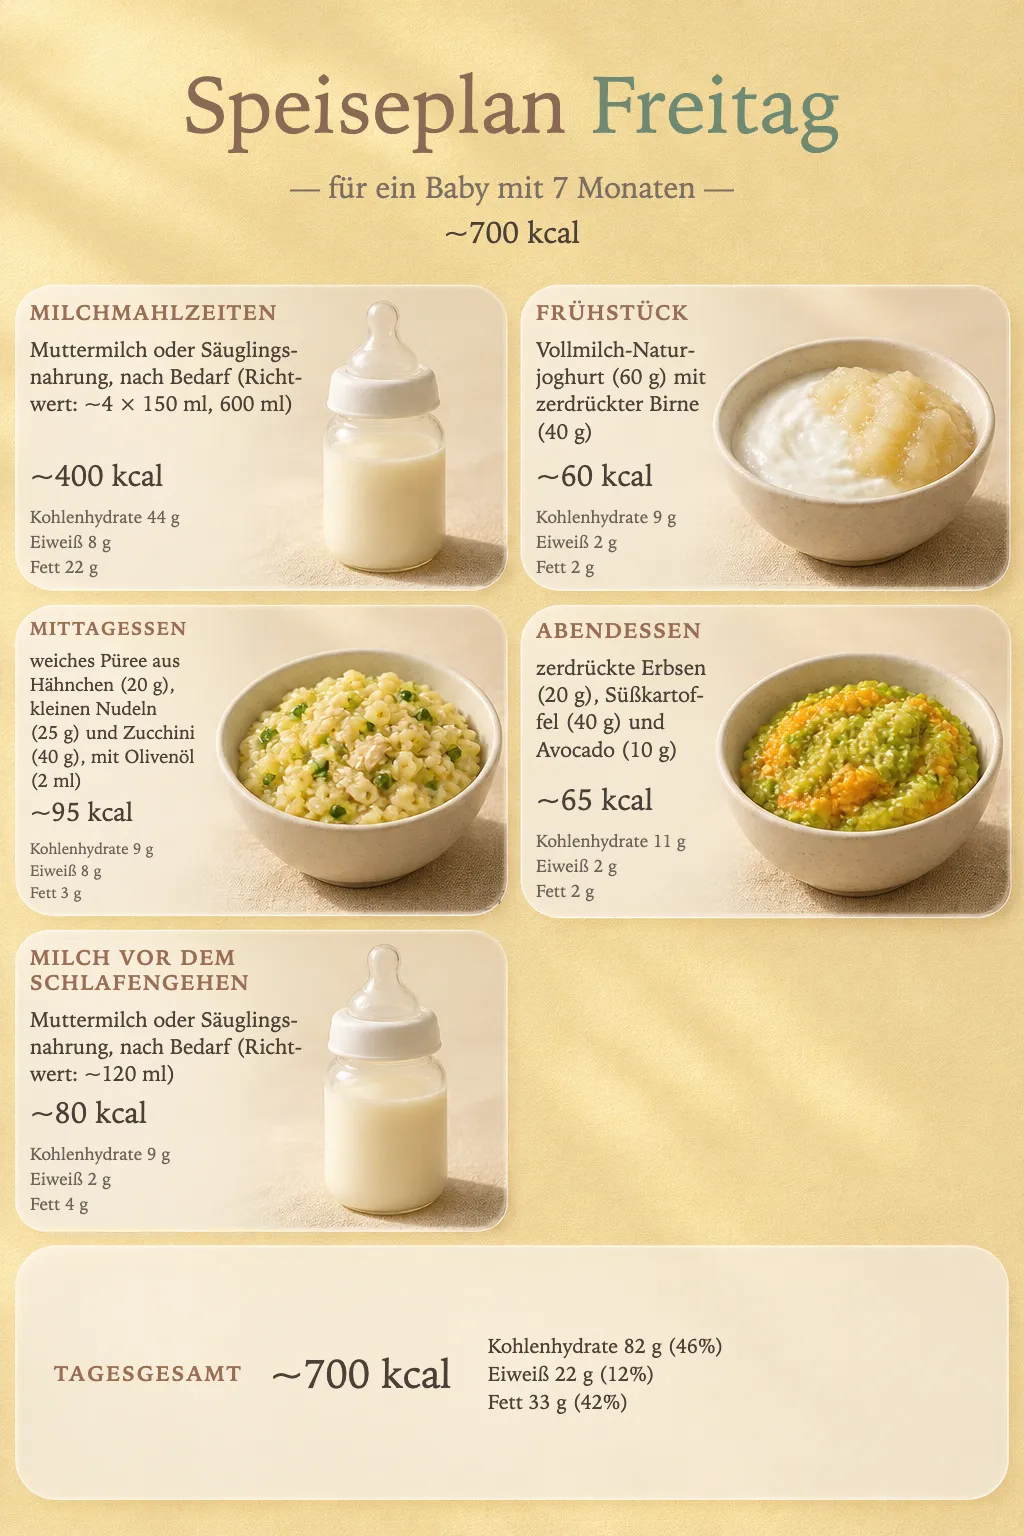 Speiseplan Freitag
— für ein Baby mit 7 Monaten —
~700 kcal
MILCHMAHLZEITEN
Muttermilch oder Säuglings-
nahrung, nach Bedarf (Richt-
wert: ~4 × 150 ml, 600 ml)
~400 kcal
Kohlenhydrate 44 g
Eiweiß 8 g
Fett 22 g
FRÜHSTÜCK
Vollmilch-Natur-
joghurt (60 g) mit
zerdrückter Birne
(40 g)
~60 kcal
Kohlenhydrate 9 g
Eiweiß 2 g
Fett 2 g
MITTAGESSEN
weiches Püree aus
Hähnchen (20 g),
kleinen Nudeln
(25 g) und Zucchini
(40 g), mit Olivenöl
(2 ml)
~95 kcal
Kohlenhydrate 9 g
Eiweiß 8 g
Fett 3 g
ABENDESSEN
zerdrückte Erbsen
(20 g), Süßkartof-
fel (40 g) und
Avocado (10 g)
~65 kcal
Kohlenhydrate 11 g
Eiweiß 2 g
Fett 2 g
MILCH VOR DEM
SCHLAFENGEHEN
Muttermilch oder Säuglings-
nahrung, nach Bedarf (Richt-
wert: ~120 ml)
~80 kcal
Kohlenhydrate 9 g
Eiweiß 2 g
Fett 4 g
TAGESGESAMT
~700 kcal
Kohlenhydrate 82 g (46%)
Eiweiß 22 g (12%)
Fett 33 g (42%)